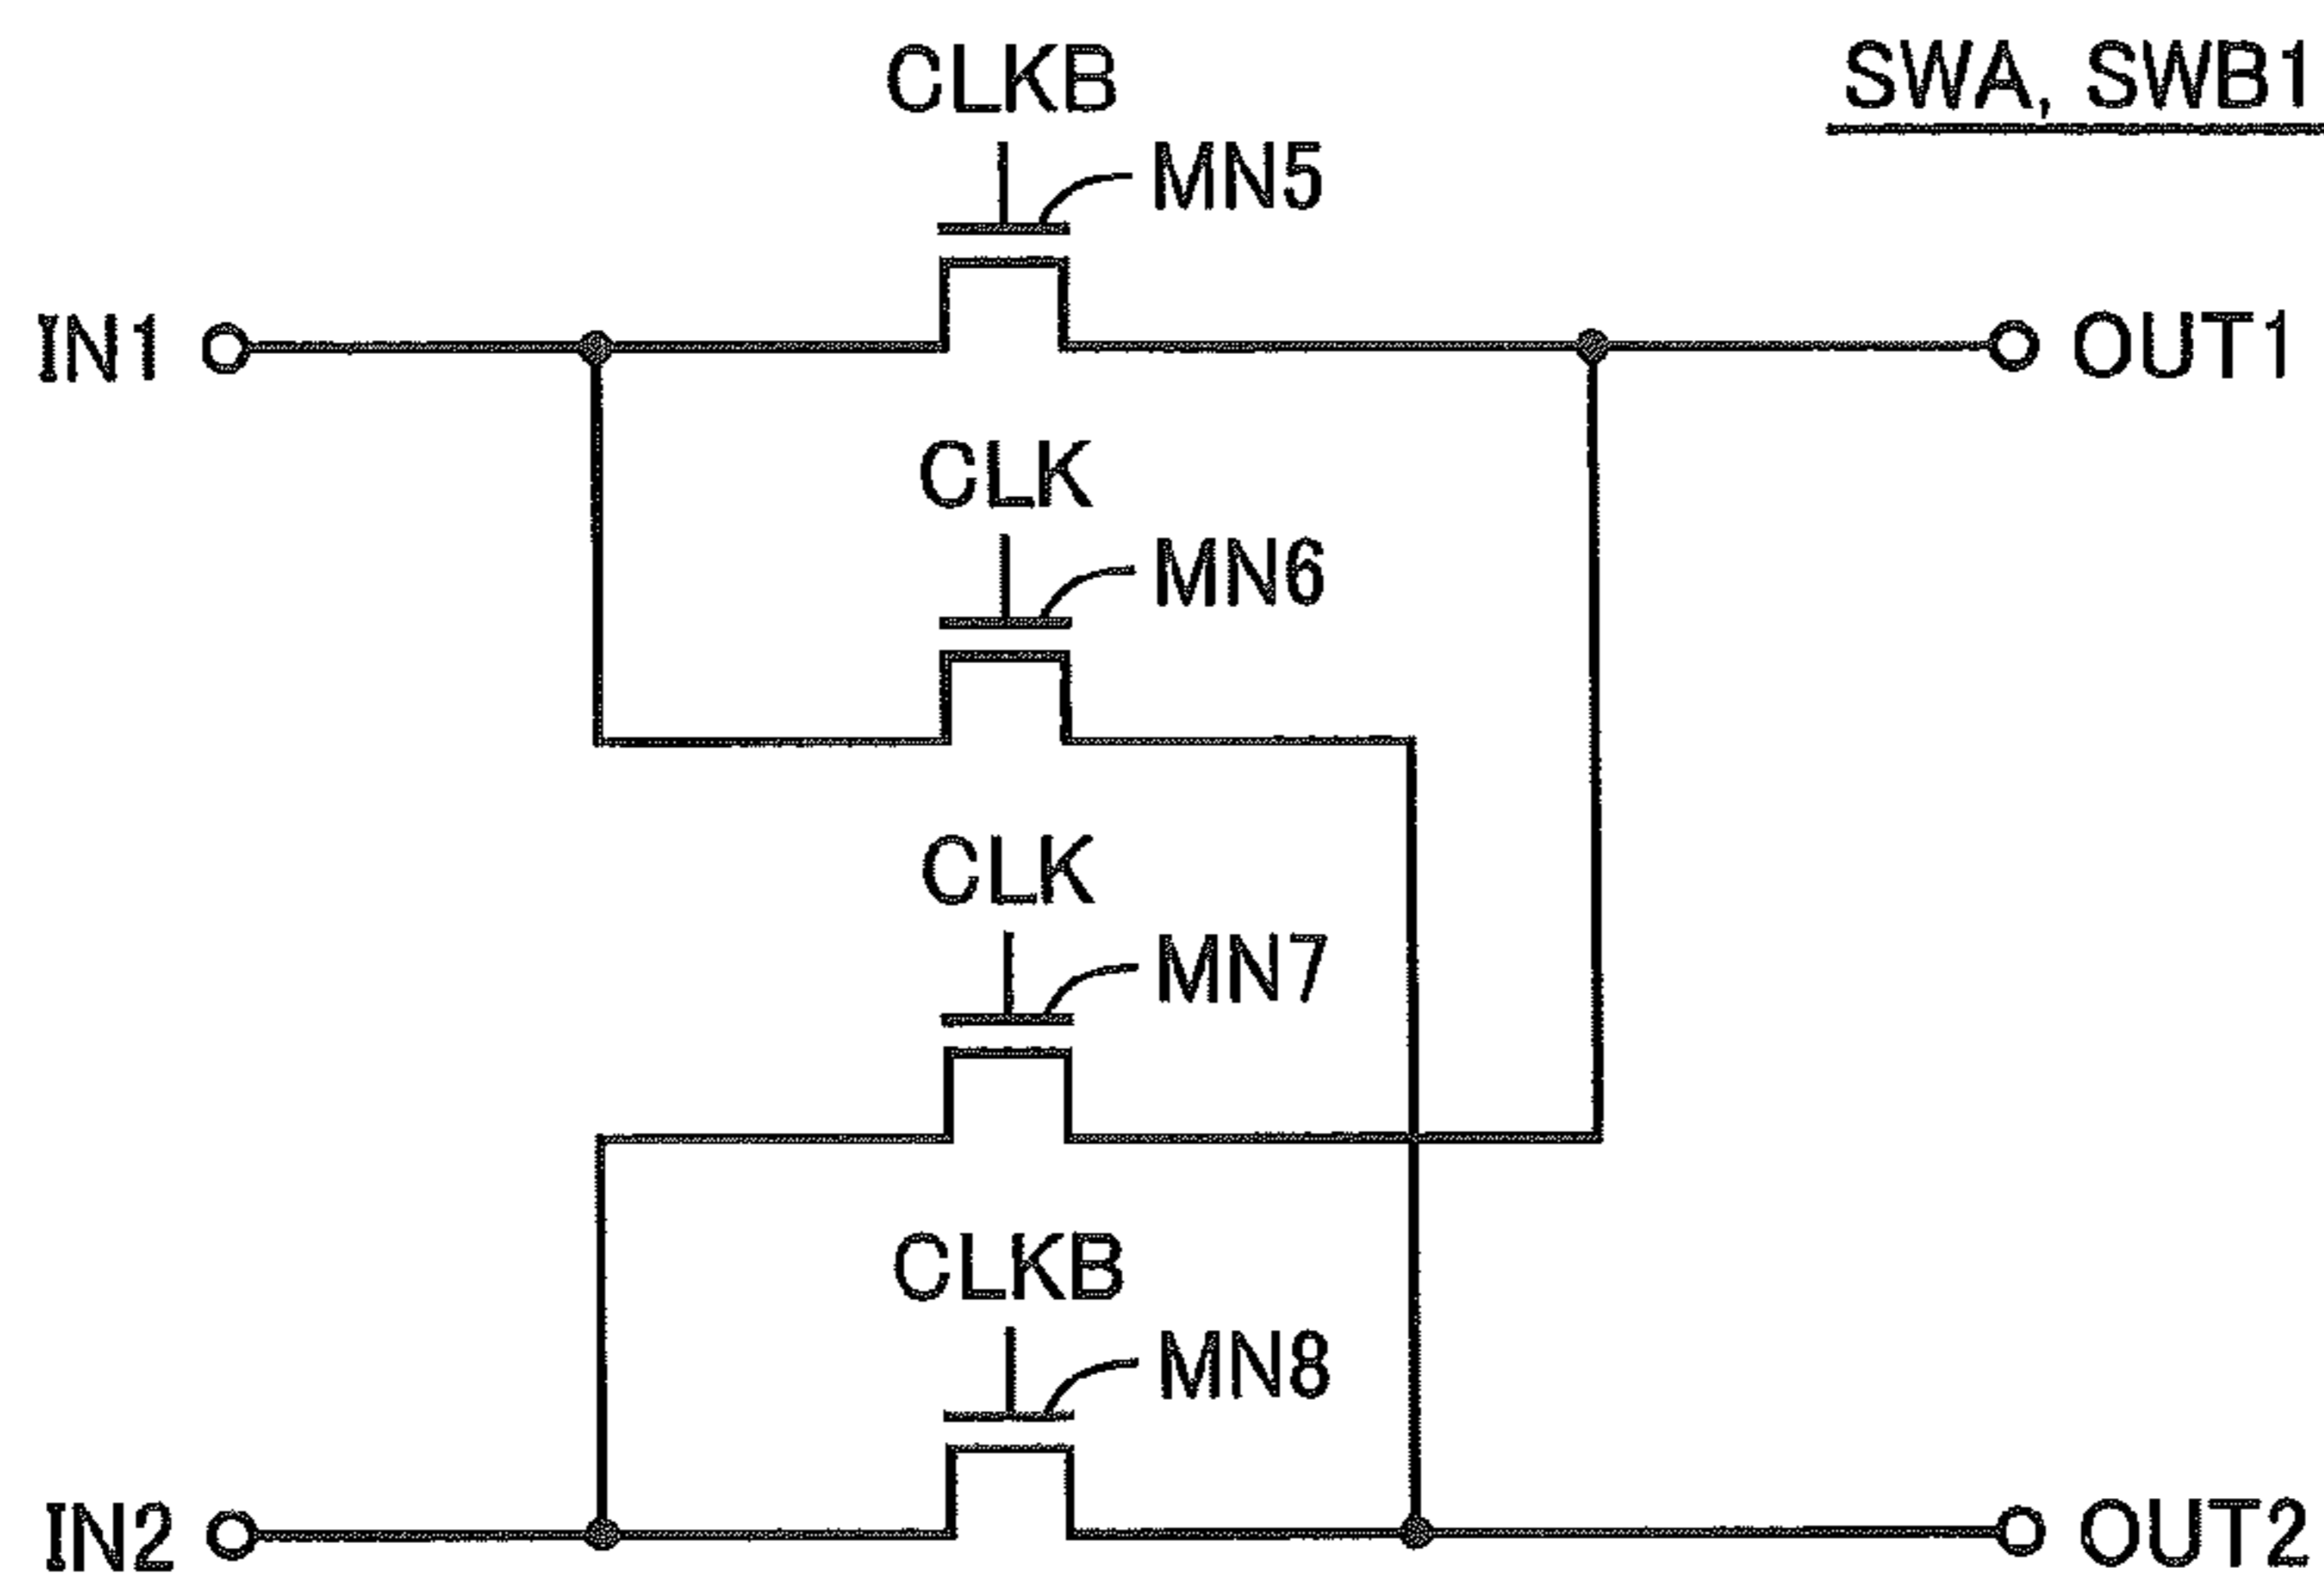 SWA, SWB1
CLKB
MN5
IN1
OUT1
CLK
MN6
CLK
MN7
CLKB
MN8
IN2
OUT2